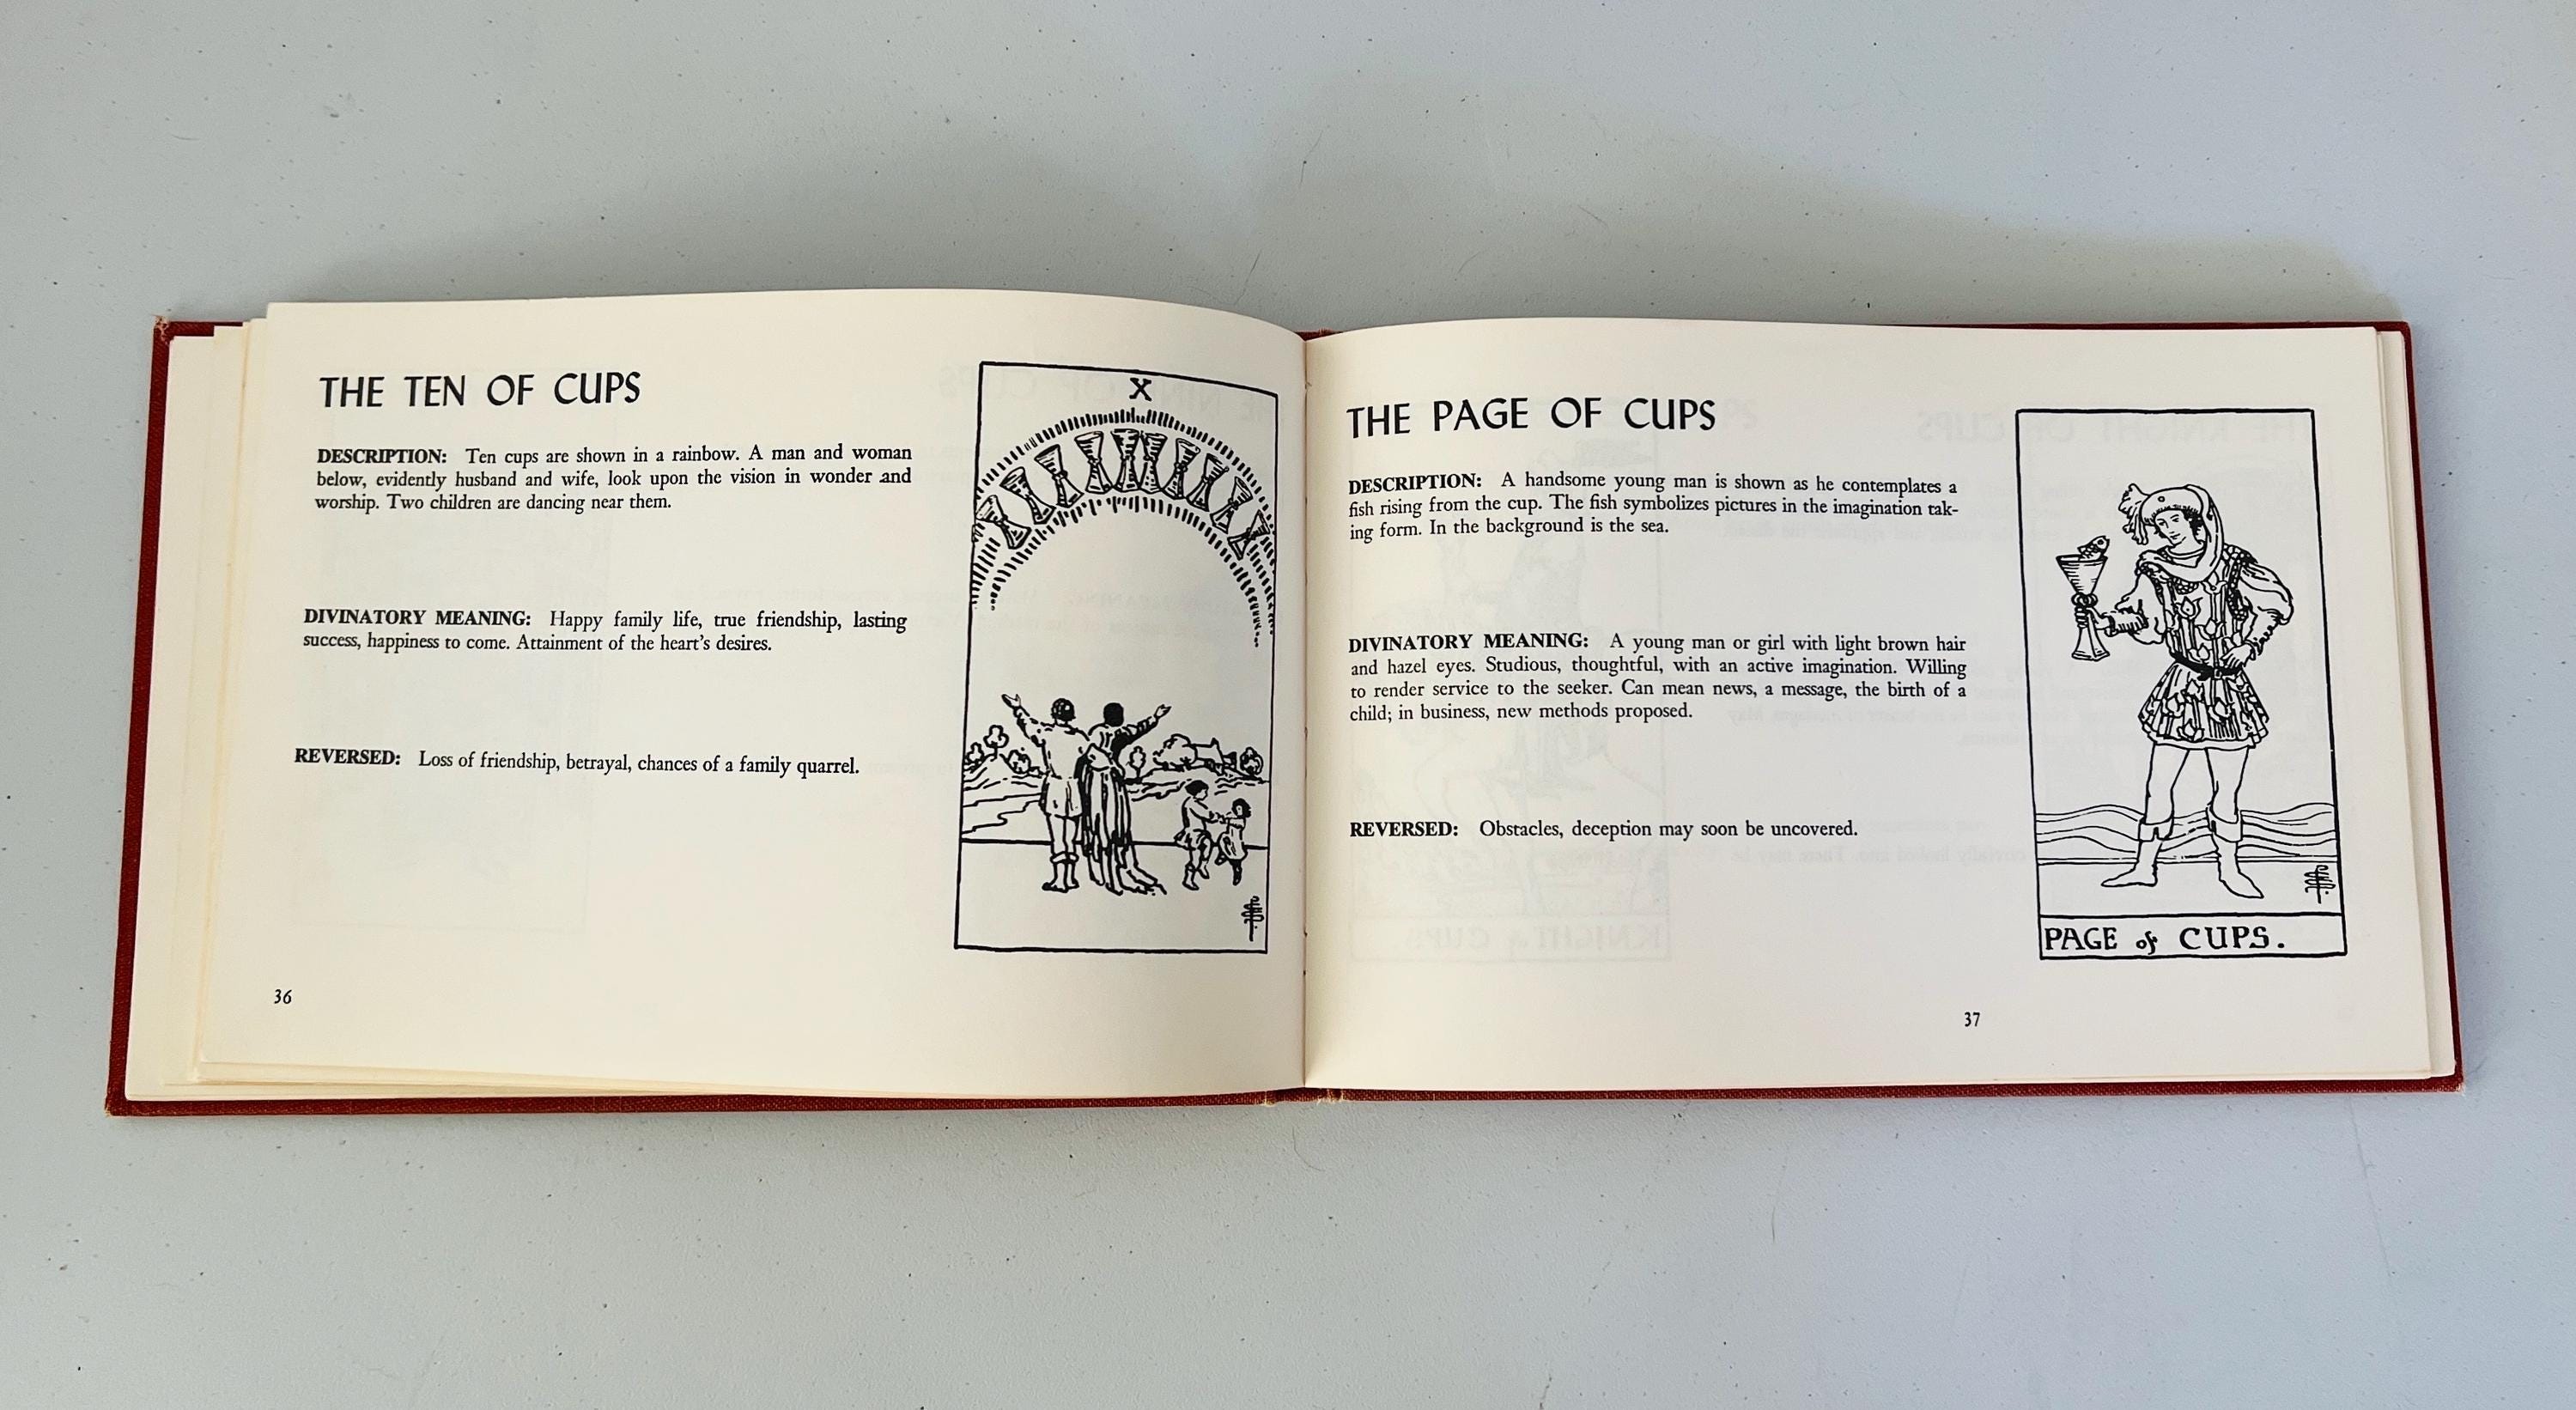 THE TEN OF CUPS
DESCRIPTION: Ten cups are shown in a rainbow. A man and woman
below, evidently husband and wife, look upon the vision in wonder and
worship. Two children are dancing near them.
DIVINATORY MEANING: Happy family life, true friendship, lasting
success, happiness to come. Attainment of the heart's desires.
REVERSED: Loss of friendship, betrayal, chances of a family quarrel.
X
36
THE PAGE OF CUPS
DESCRIPTION: A handsome young man is shown as he contemplates a
fish rising from the cup. The fish symbolizes pictures in the imagination tak-
ing form. In the background is the sea.
DIVINATORY MEANING: A young man or girl with light brown hair
and hazel eyes. Studious, thoughtful, with an active imagination. Willing
to render service to the seeker. Can mean news, a message, the birth of a
child; in business, new methods proposed.
REVERSED: Obstacles, deception may soon be uncovered.
PAGE of CUPS.
37